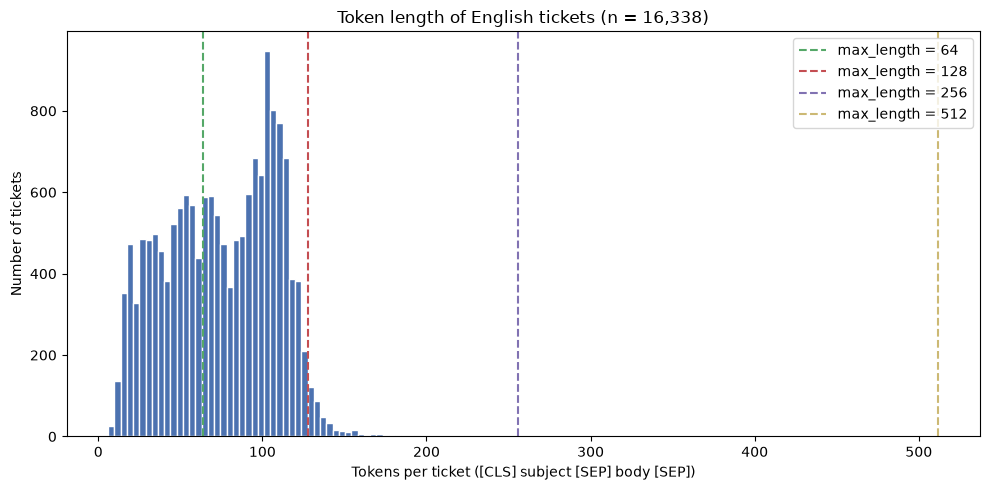 Token length of English tickets (n = 16,338)
max_length = 64
max_length = 128
max_length = 256
max_length = 512
Number of tickets
800
600
400
200
0
0 100 200 300 400 500
Tokens per ticket ([CLS] subject [SEP] body [SEP])